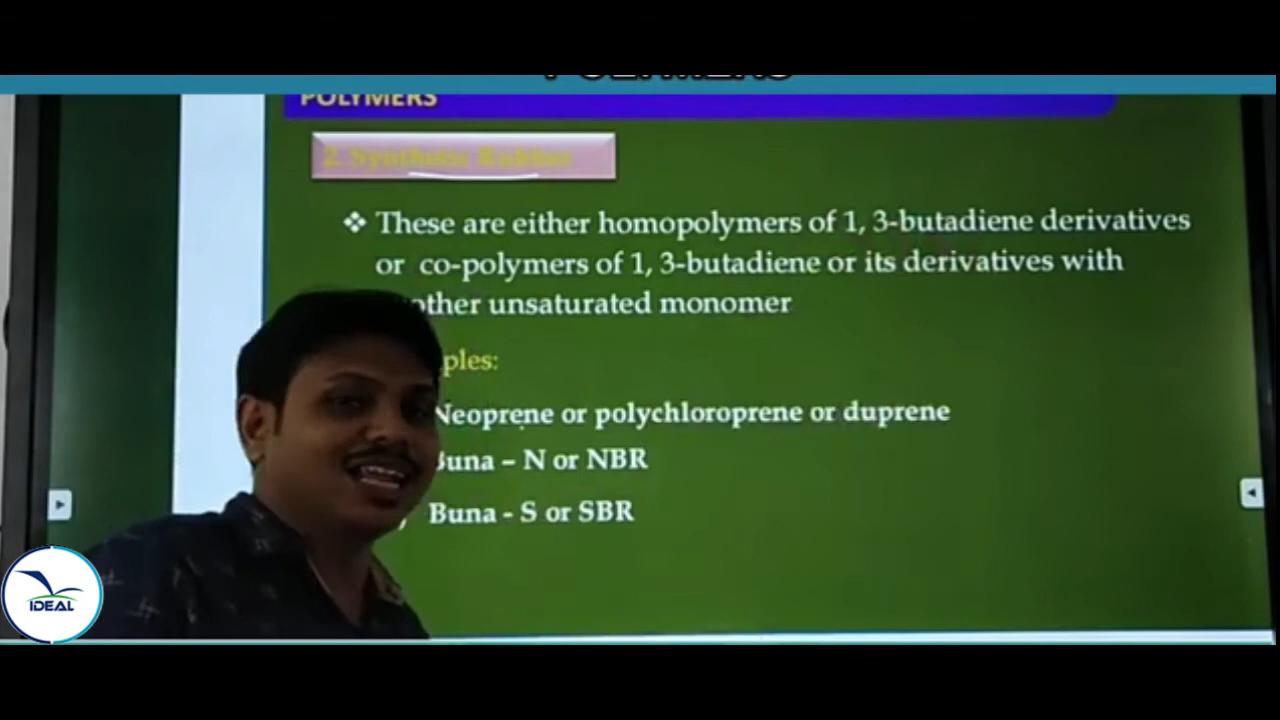 POLYMERS
2. Synthetic Rubber
❖ These are either homopolymers of 1, 3-butadiene derivatives
or co-polymers of 1, 3-butadiene or its derivatives with
other unsaturated monomer
ples:
Neoprene or polychloroprene or duprene
Buna – N or NBR
) Buna - S or SBR
IDEAL